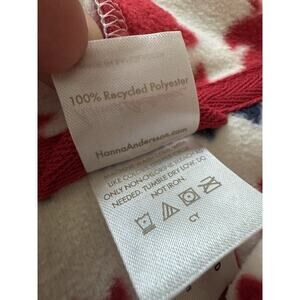 100% Recycled Polyester
HannaAndersson.com
LIKE COLORS
ONLY NON-CHLORINE BLEACH AS
NEEDED. TUMBLE DRY LOW. DO
NOT IRON.
CY